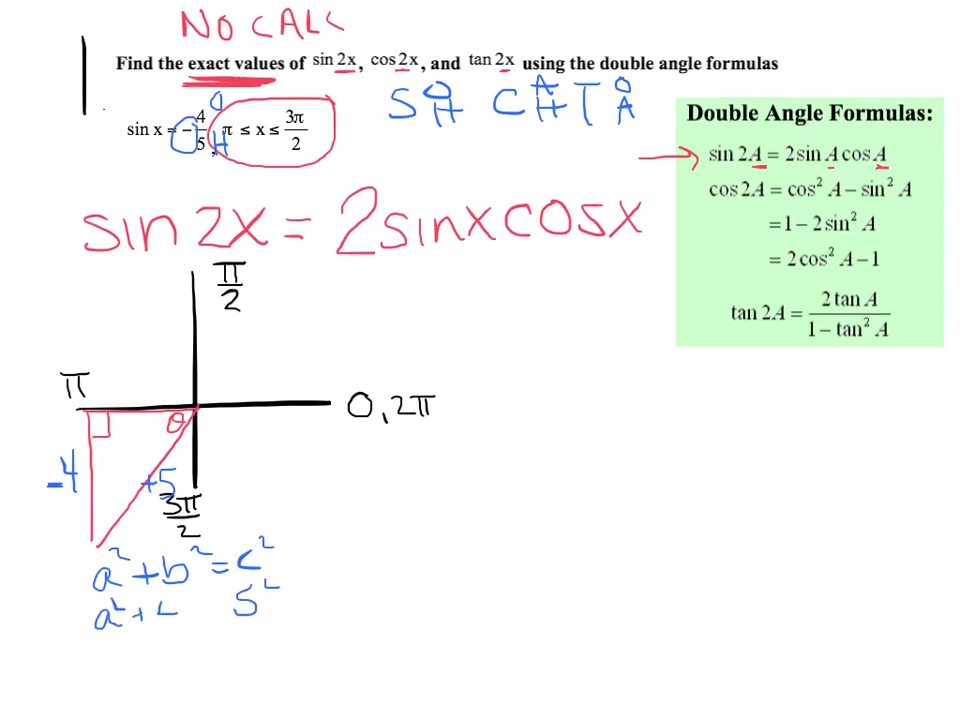 NO CALC
Find the exact values of sin 2x, cos 2x, and tan 2x using the double angle formulas
SOH CAH TOA
sin x = -4/5, π ≤ x ≤ 3π/2
O
H
Double Angle Formulas:
sin 2A = 2 sin A cos A
cos 2A = cos² A − sin² A
= 1 − 2 sin² A
= 2 cos² A − 1
tan 2A = 2 tan A / 1 − tan² A
sin 2x = 2 sinx cosx
π/2
π
0, 2π
θ
-4
+5
3π/2
a² + b² = c²
a² + 5²